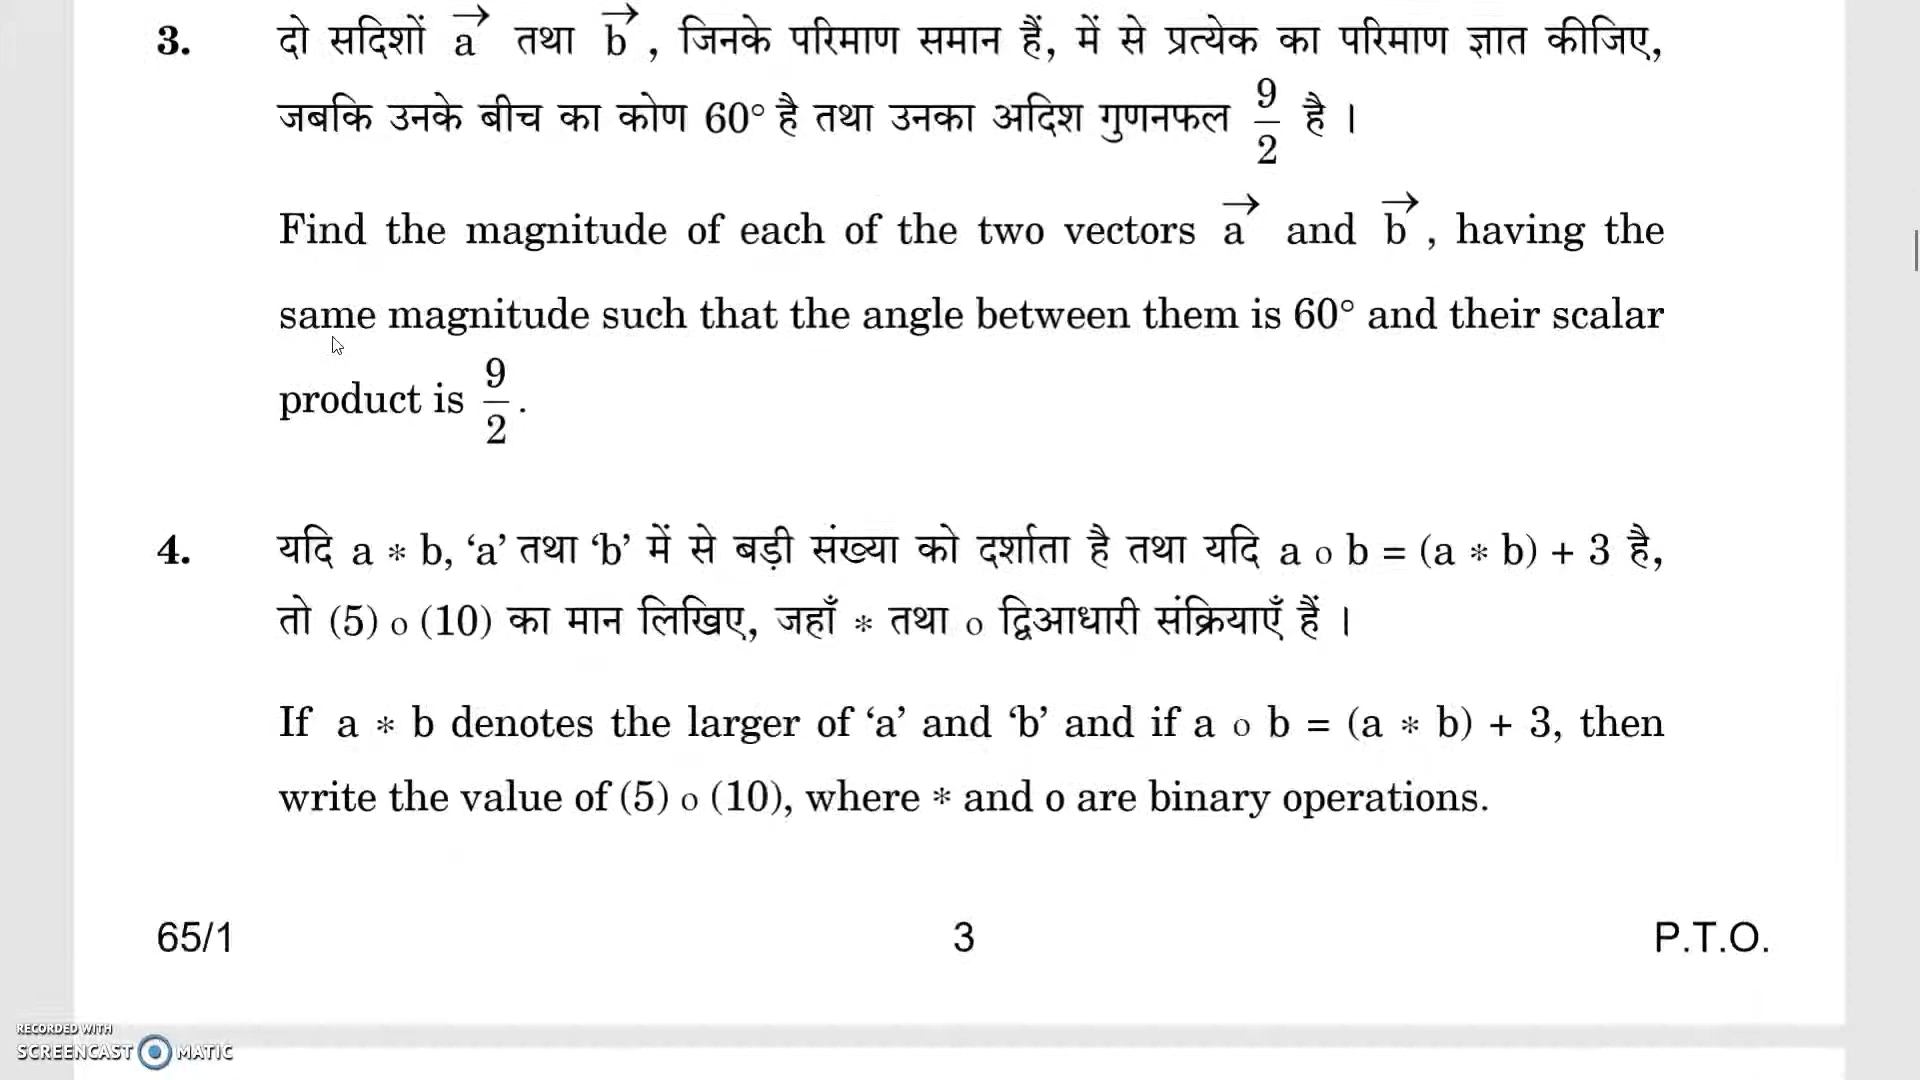 3. दो सदिशों a→ तथा b→, जिनके परिमाण समान हैं, में से प्रत्येक का परिमाण ज्ञात कीजिए,
जबकि उनके बीच का कोण 60° है तथा उनका अदिश गुणनफल 9/2 है ।
Find the magnitude of each of the two vectors a→ and b→, having the
same magnitude such that the angle between them is 60° and their scalar
product is 9/2.
4. यदि a * b, ‘a’ तथा ‘b’ में से बड़ी संख्या को दर्शाता है तथा यदि a o b = (a * b) + 3 है,
तो (5) o (10) का मान लिखिए, जहाँ * तथा o द्विआधारी संक्रियाएँ हैं ।
If a * b denotes the larger of ‘a’ and ‘b’ and if a o b = (a * b) + 3, then
write the value of (5) o (10), where * and o are binary operations.
65/1 3 P.T.O.
RECORDED WITH
SCREENCAST MATIC